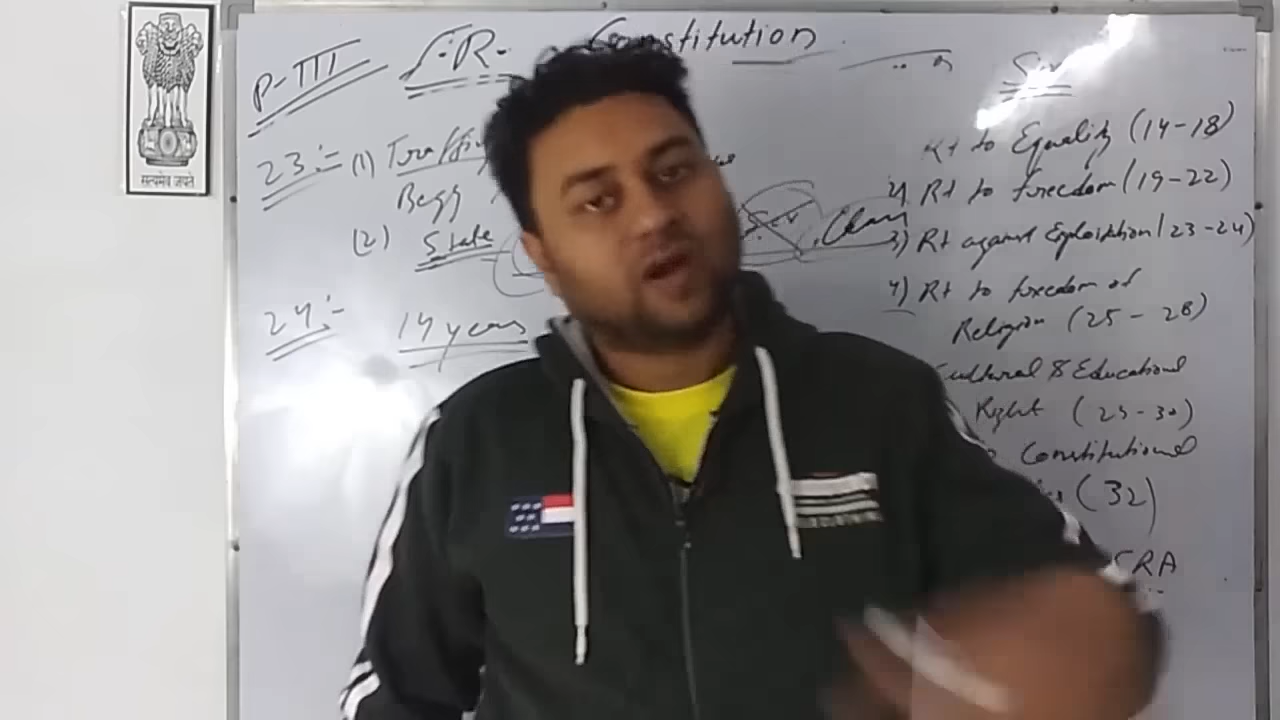 सत्यमेव जयते
P-III F.R. Constitution
23:- (1) Traffi
Begg
(2) State
Class
24:- 14 years
Rt to Equality (14-18)
2) Rt to freedom (19-22)
3) Rt against Exploitation (23-24)
4) Rt to freedom of
Religion (25-28)
Cultural & Educational
Right (29-30)
Constitutional
(32)
SRA